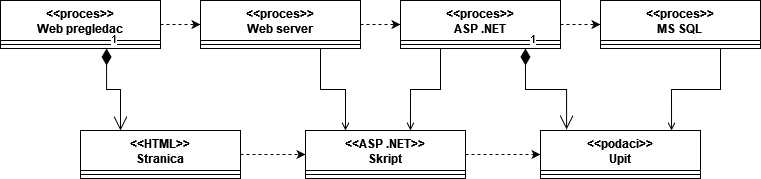 <<proces>>
Web pregledac
1
<<proces>>
Web server
<<proces>>
ASP .NET
1
<<proces>>
MS SQL
<<HTML>>
Stranica
<<ASP .NET>>
Skript
<<podaci>>
Upit